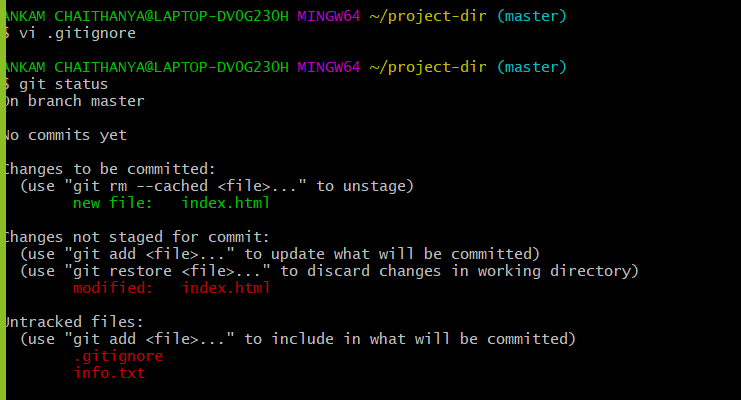 ANKAM CHAITHANYA@LAPTOP-DV0G230H MINGW64 ~/project-dir (master)
$ vi .gitignore
ANKAM CHAITHANYA@LAPTOP-DV0G230H MINGW64 ~/project-dir (master)
$ git status
On branch master
No commits yet
Changes to be committed:
(use "git rm --cached <file>..." to unstage)
new file: index.html
Changes not staged for commit:
(use "git add <file>..." to update what will be committed)
(use "git restore <file>..." to discard changes in working directory)
modified: index.html
Untracked files:
(use "git add <file>..." to include in what will be committed)
.gitignore
info.txt